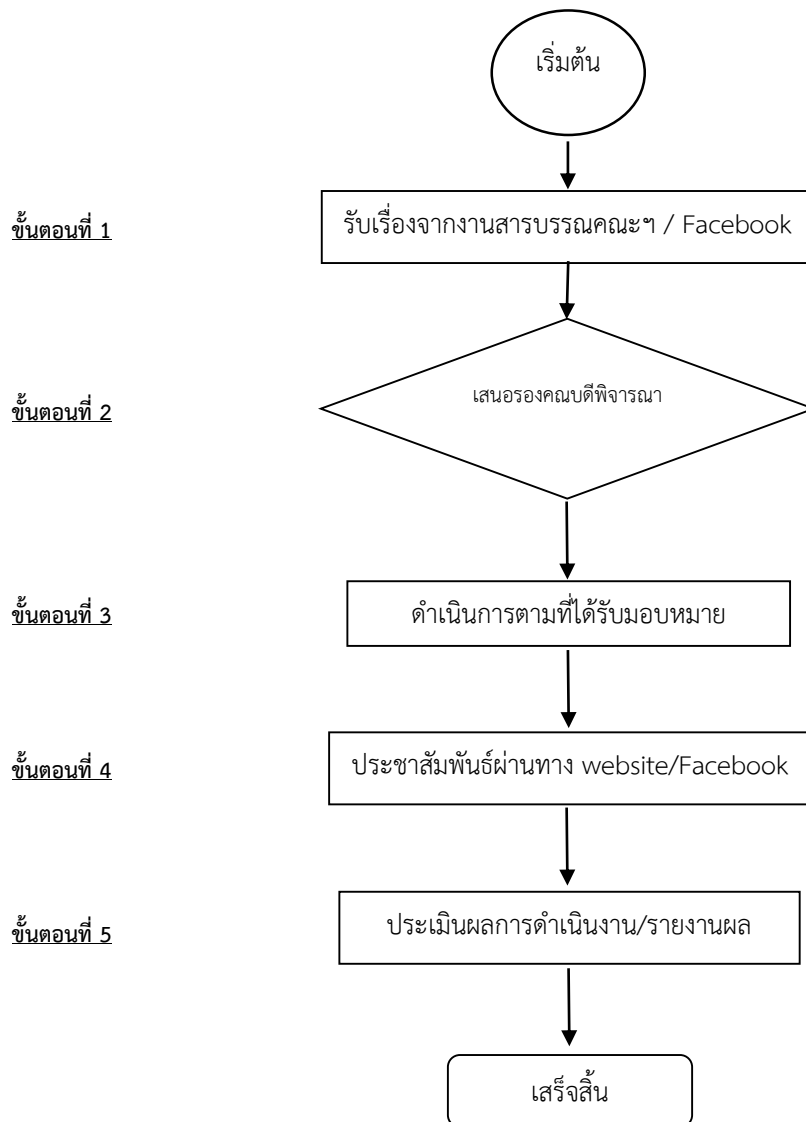 เริ่มต้น
ขั้นตอนที่ 1
รับเรื่องจากงานสารบรรณคณะฯ / Facebook
ขั้นตอนที่ 2
เสนอรองคณบดีพิจารณา
ขั้นตอนที่ 3
ดำเนินการตามที่ได้รับมอบหมาย
ขั้นตอนที่ 4
ประชาสัมพันธ์ผ่านทาง website/Facebook
ขั้นตอนที่ 5
ประเมินผลการดำเนินงาน/รายงานผล
เสร็จสิ้น